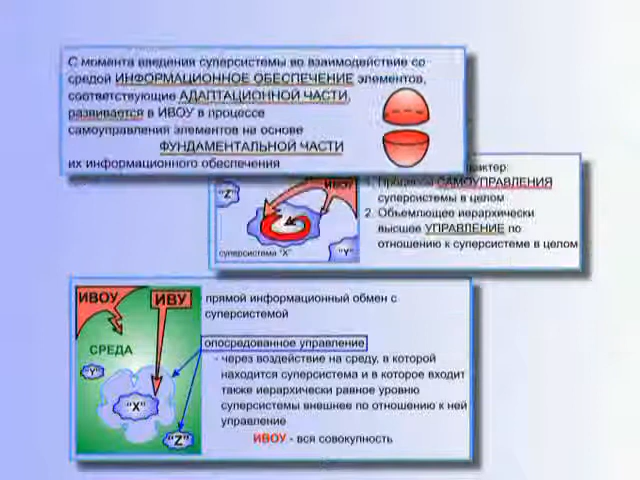 С момента введения суперсистемы во взаимодействие со
средой ИНФОРМАЦИОННОЕ ОБЕСПЕЧЕНИЕ элементов,
соответствующие АДАПТАЦИОННОЙ ЧАСТИ,
развивается в ИВОУ в процессе
самоуправления элементов на основе
ФУНДАМЕНТАЛЬНОЙ ЧАСТИ
их информационного обеспечения
"Z"
ИВОУ
суперсистема "X"
"Y"
САМОУПРАВЛЕНИЯ
суперсистемы в целом
2. Объемлющее иерархически
высшее УПРАВЛЕНИЕ по
отношению к суперсистеме в целом
ИВОУ
ИВУ
СРЕДА
"Y"
"X"
"Z"
прямой информационный обмен с
суперсистемой
опосредованное управление
- через воздействие на среду, в которой
находится суперсистема и в которое входит
также иерархически равное уровню
суперсистемы внешнее по отношению к ней
управление
ИВОУ - вся совокупность